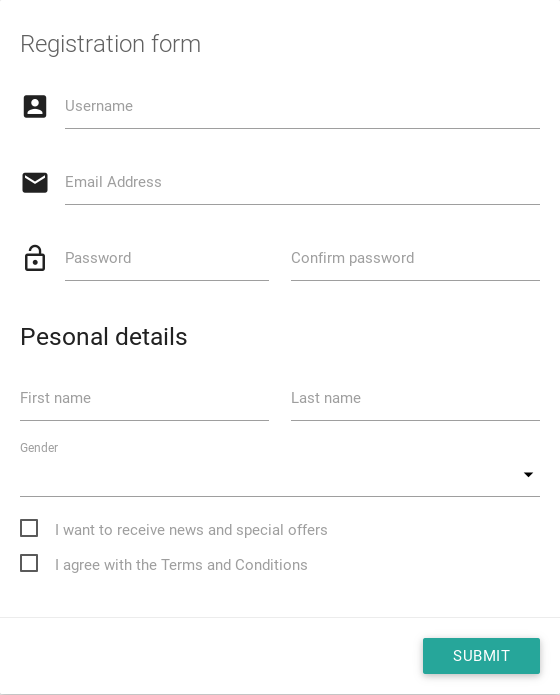 Registration form
Username
Email Address
Password Confirm password
Pesonal details
First name Last name
Gender
I want to receive news and special offers
I agree with the Terms and Conditions
SUBMIT